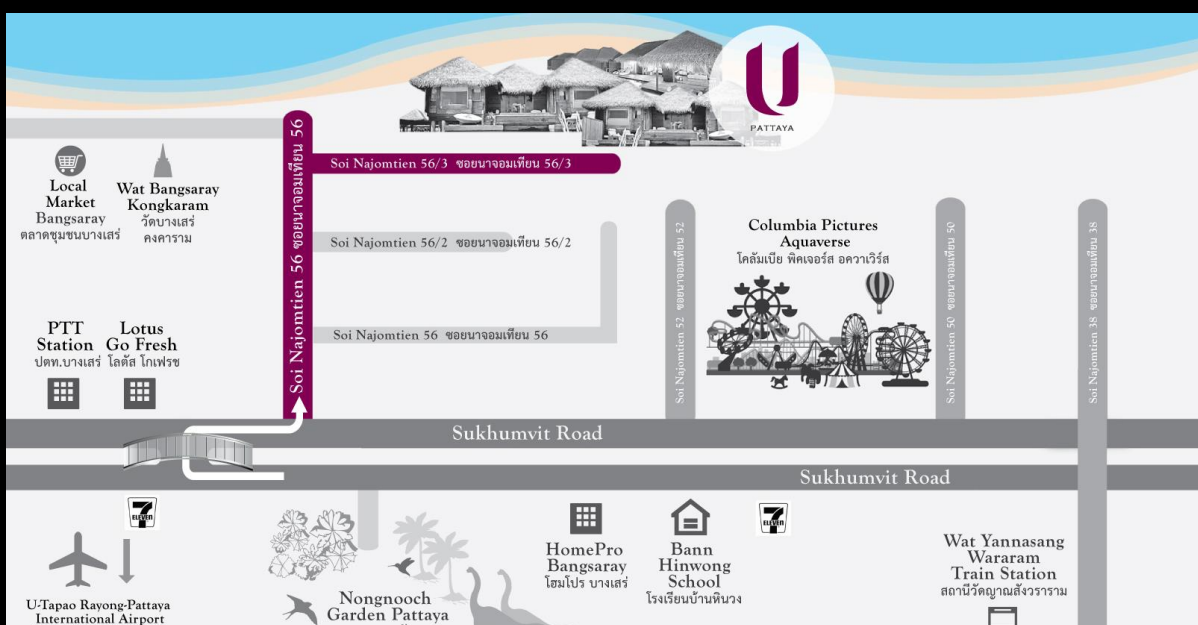 U
PATTAYA
Soi Najomtien 56 ซอยนาจอมเทียน 56
Soi Najomtien 56/3 ซอยนาจอมเทียน 56/3
Local
Market
Bangsaray
ตลาดชุมชนบางเสร่
Wat Bangsaray
Kongkaram
วัดบางเสร่
คงคาราม
Soi Najomtien 56/2 ซอยนาจอมเทียน 56/2
Soi Najomtien 56 ซอยนาจอมเทียน 56
Soi Najomtien 52 ซอยนาจอมเทียน 52
Columbia Pictures
Aquaverse
โคลัมเบีย พิคเจอร์ส อควาเวิร์ส
Soi Najomtien 50 ซอยนาจอมเทียน 50
Soi Najomtien 38 ซอยนาจอมเทียน 38
PTT
Station
ปตท.บางเสร่
Lotus
Go Fresh
โลตัส โกเฟรช
Sukhumvit Road
Sukhumvit Road
7
ELEVEN
U-Tapao Rayong-Pattaya
International Airport
Nongnooch
Garden Pattaya
HomePro
Bangsaray
โฮมโปร บางเสร่
Bann
Hinwong
School
โรงเรียนบ้านหินวง
7
ELEVEN
Wat Yannasang
Wararam
Train Station
สถานีวัดญาณสังวราราม